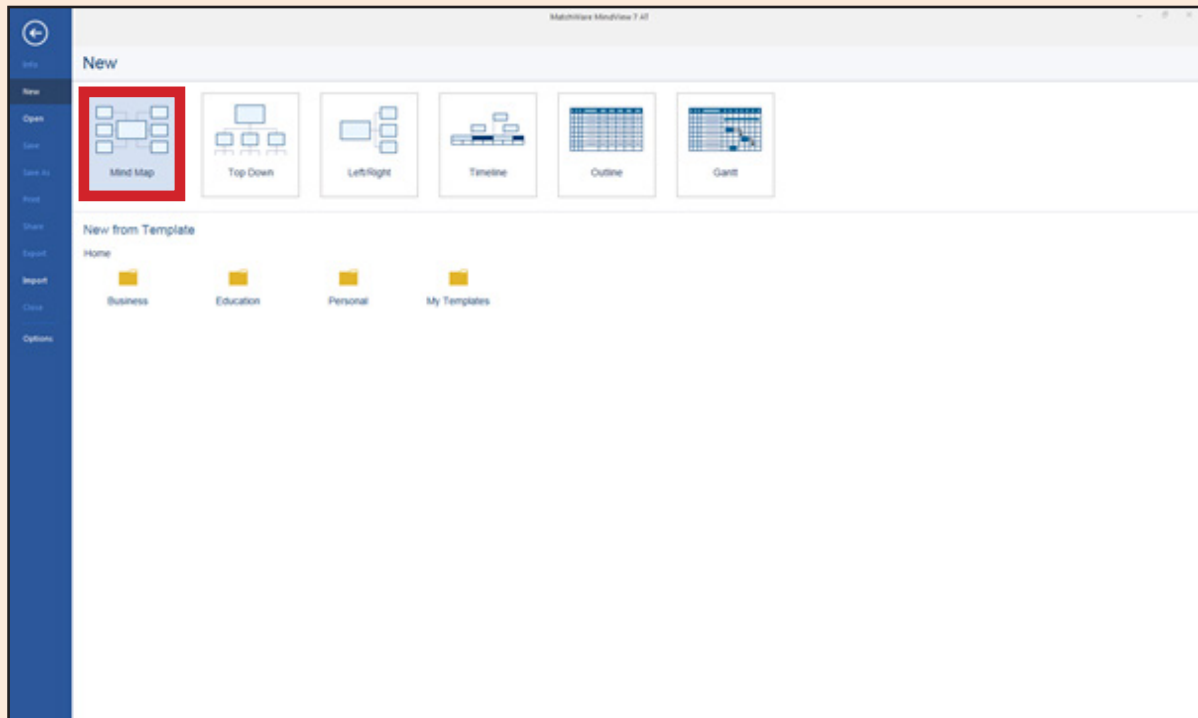 MatchWare MindView 7 AT
Info
New
New
Open
Save
Save As
Print
Share
Export
Import
Close
Options
Mind Map
Top Down
Left/Right
Timeline
Outline
Gantt
New from Template
Home
Business
Education
Personal
My Templates